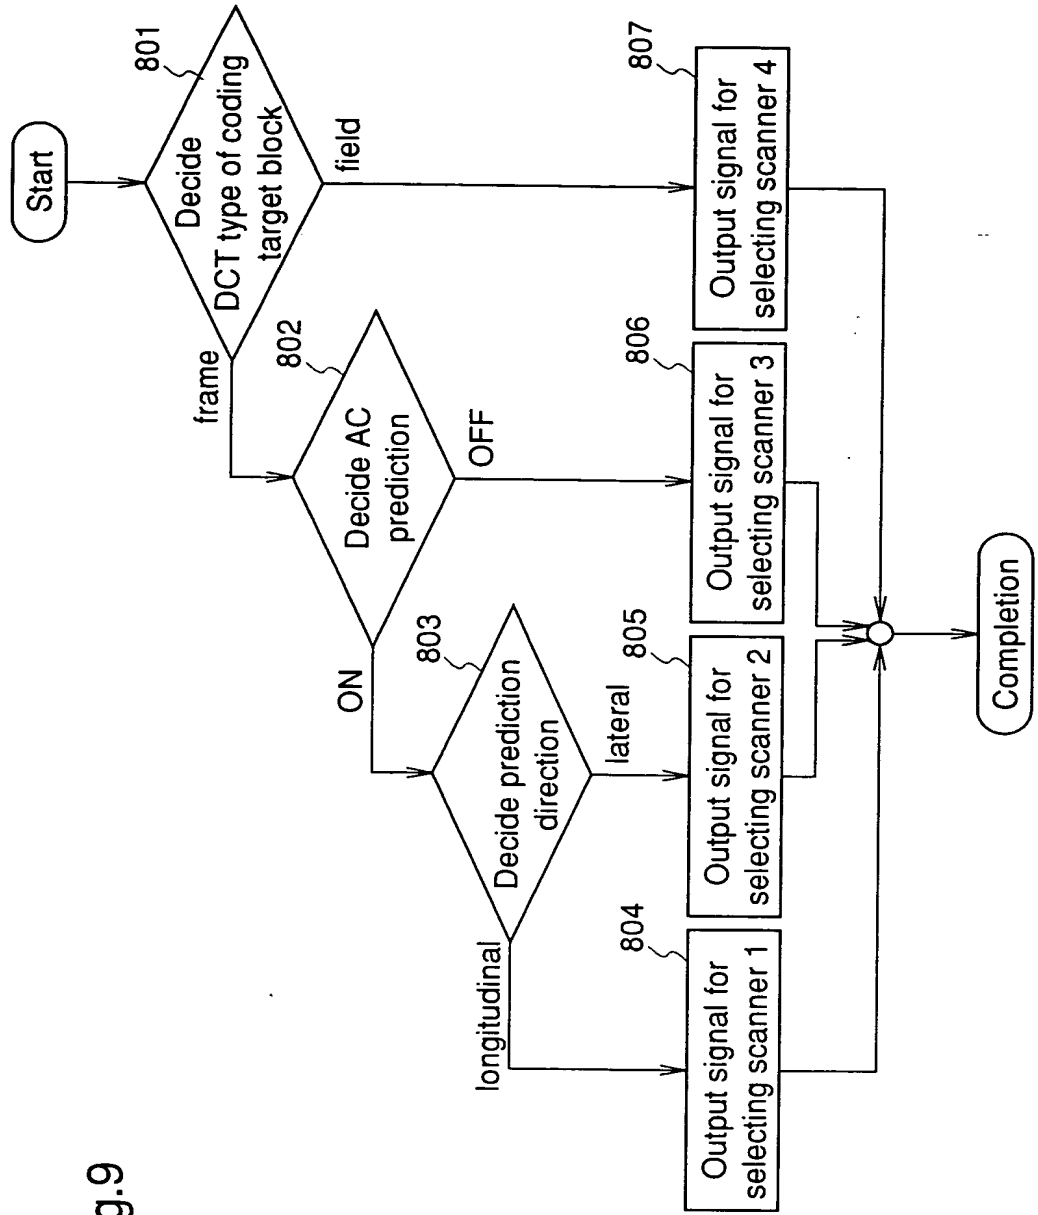 g.9
Start
801
Decide
DCT type of coding
target block
frame
field
802
Decide AC
prediction
ON
OFF
803
Decide prediction
direction
longitudinal
lateral
804
Output signal for
selecting scanner 1
805
Output signal for
selecting scanner 2
806
Output signal for
selecting scanner 3
807
Output signal for
selecting scanner 4
Completion